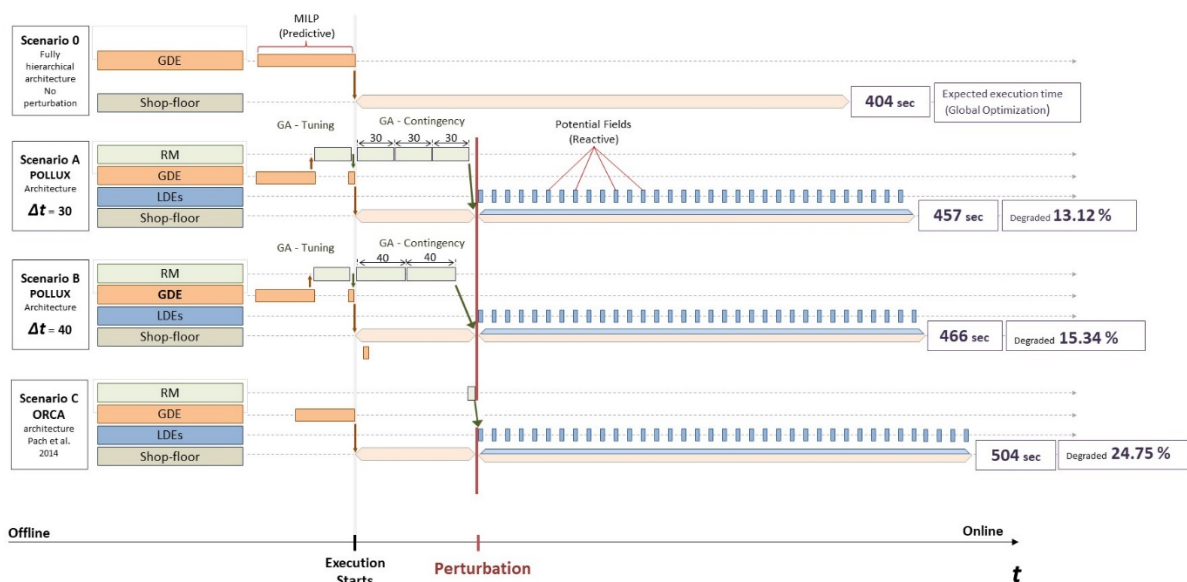 MILP
(Predictive)
Scenario 0
Fully
hierarchical
architecture
No
perturbation
GDE
Shop-floor
404 sec
Expected execution time
(Global Optimization)
GA - Tuning
GA - Contingency
30
30
30
Potential Fields
(Reactive)
Scenario A
POLLUX
Architecture
Δt = 30
RM
GDE
LDEs
Shop-floor
457 sec
Degraded 13.12 %
GA - Tuning
GA - Contingency
40
40
Scenario B
POLLUX
Architecture
Δt = 40
RM
GDE
LDEs
Shop-floor
466 sec
Degraded 15.34 %
Scenario C
ORCA
architecture
Pach et al.
2014
RM
GDE
LDEs
Shop-floor
504 sec
Degraded 24.75 %
Offline
Online
Execution
Starts
Perturbation
t